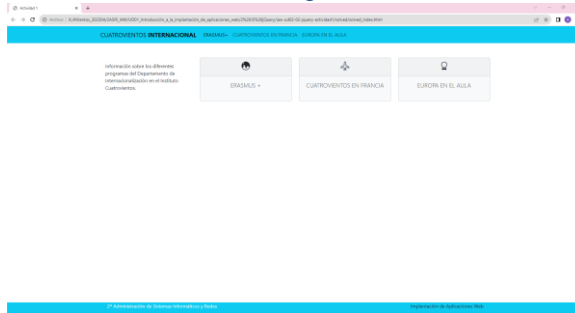 Actividad 1
CUATROVIENTOS INTERNACIONAL ERASMUS+ CUATROVIENTOS EN FRANCIA EUROPA EN EL AULA
Información sobre los diferentes
programas del Departamento de
Internacionalización en el Instituto
Cuatrovientos.
ERASMUS +
CUATROVIENTOS EN FRANCIA
EUROPA EN EL AULA
2º Administración de Sistemas Informáticos y Redes
Implantación de Aplicaciones Web